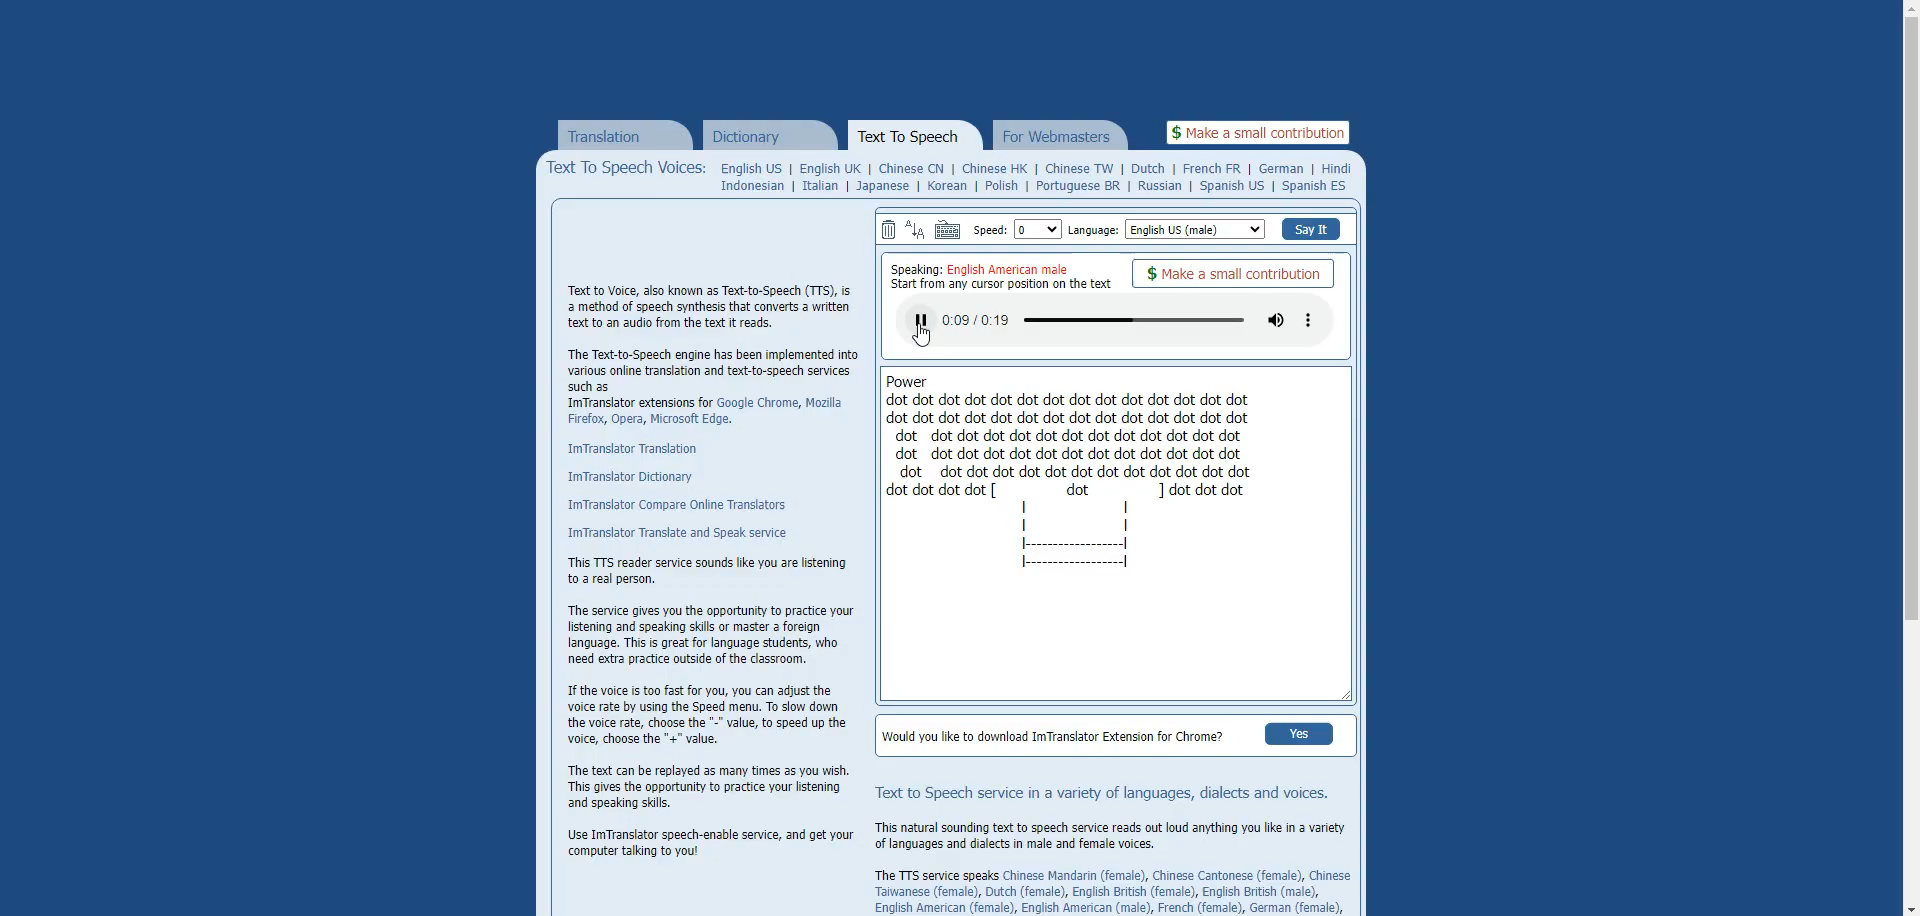 Translation
Dictionary
Text To Speech
For Webmasters
$ Make a small contribution
Text To Speech Voices:
English US | English UK | Chinese CN | Chinese HK | Chinese TW | Dutch | French FR | German | Hindi
Indonesian | Italian | Japanese | Korean | Polish | Portuguese BR | Russian | Spanish US | Spanish ES
Speed: 0 Language: English US (male) Say It
Speaking: English American male
Start from any cursor position on the text
$ Make a small contribution
0:09 / 0:19
Power
dot dot dot dot dot dot dot dot dot dot dot dot dot dot
dot dot dot dot dot dot dot dot dot dot dot dot dot dot
dot dot dot dot dot dot dot dot dot dot dot dot dot
dot dot dot dot dot dot dot dot dot dot dot dot dot
dot dot dot dot dot dot dot dot dot dot dot dot dot
dot dot dot dot [ dot ] dot dot dot
| |
| |
|------------------|
|------------------|
Text to Voice, also known as Text-to-Speech (TTS), is
a method of speech synthesis that converts a written
text to an audio from the text it reads.
The Text-to-Speech engine has been implemented into
various online translation and text-to-speech services
such as
ImTranslator extensions for Google Chrome, Mozilla
Firefox, Opera, Microsoft Edge.
ImTranslator Translation
ImTranslator Dictionary
ImTranslator Compare Online Translators
ImTranslator Translate and Speak service
This TTS reader service sounds like you are listening
to a real person.
The service gives you the opportunity to practice your
listening and speaking skills or master a foreign
language. This is great for language students, who
need extra practice outside of the classroom.
If the voice is too fast for you, you can adjust the
voice rate by using the Speed menu. To slow down
the voice rate, choose the "-" value, to speed up the
voice, choose the "+" value.
The text can be replayed as many times as you wish.
This gives the opportunity to practice your listening
and speaking skills.
Use ImTranslator speech-enable service, and get your
computer talking to you!
Would you like to download ImTranslator Extension for Chrome?
Yes
Text to Speech service in a variety of languages, dialects and voices.
This natural sounding text to speech service reads out loud anything you like in a variety
of languages and dialects in male and female voices.
The TTS service speaks Chinese Mandarin (female), Chinese Cantonese (female), Chinese
Taiwanese (female), Dutch (female), English British (female), English British (male),
English American (female), English American (male), French (female), German (female),